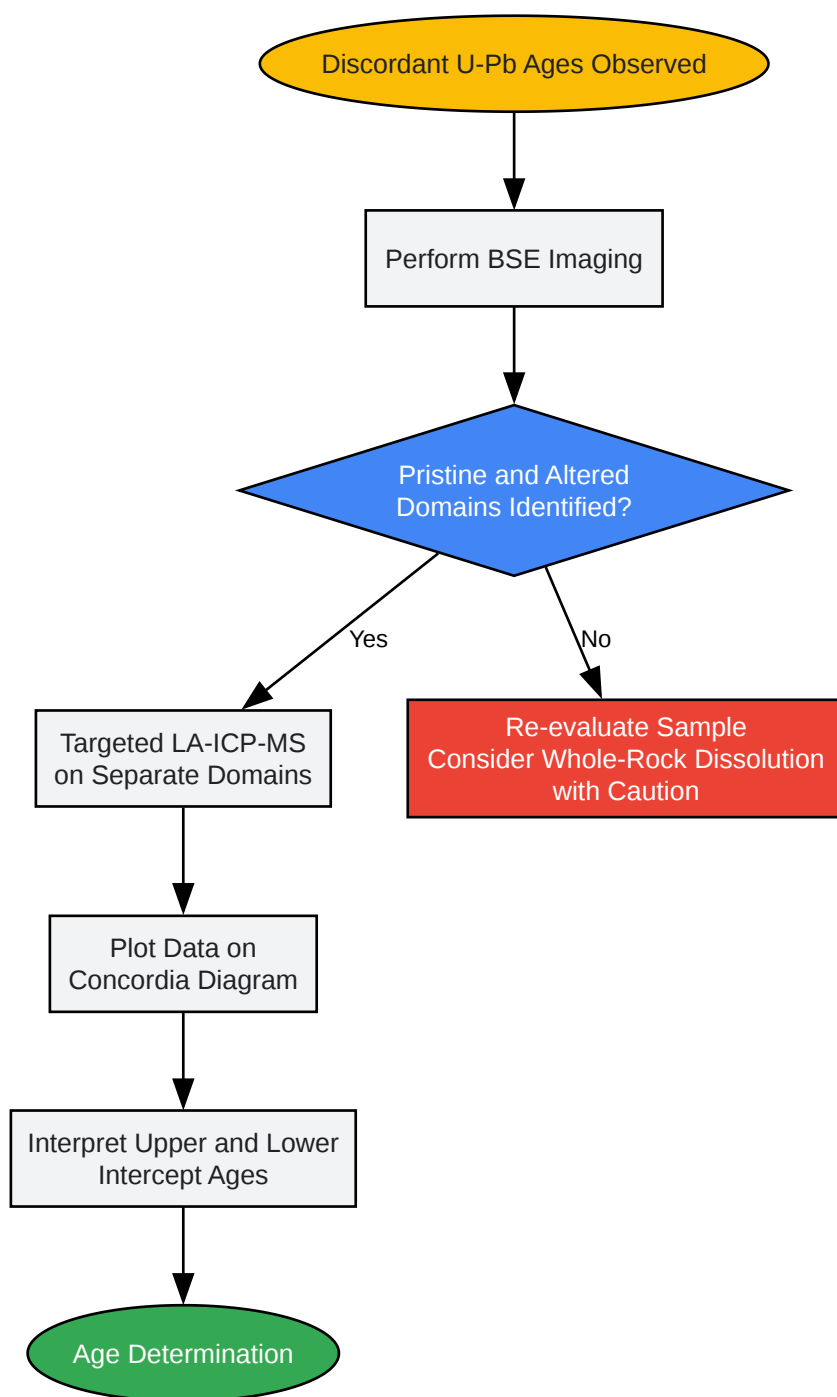 Discordant U-Pb Ages Observed
Perform BSE Imaging
Pristine and Altered
Domains Identified?
Yes
No
Targeted LA-ICP-MS
on Separate Domains
Re-evaluate Sample
Consider Whole-Rock Dissolution
with Caution
Plot Data on
Concordia Diagram
Interpret Upper and Lower
Intercept Ages
Age Determination